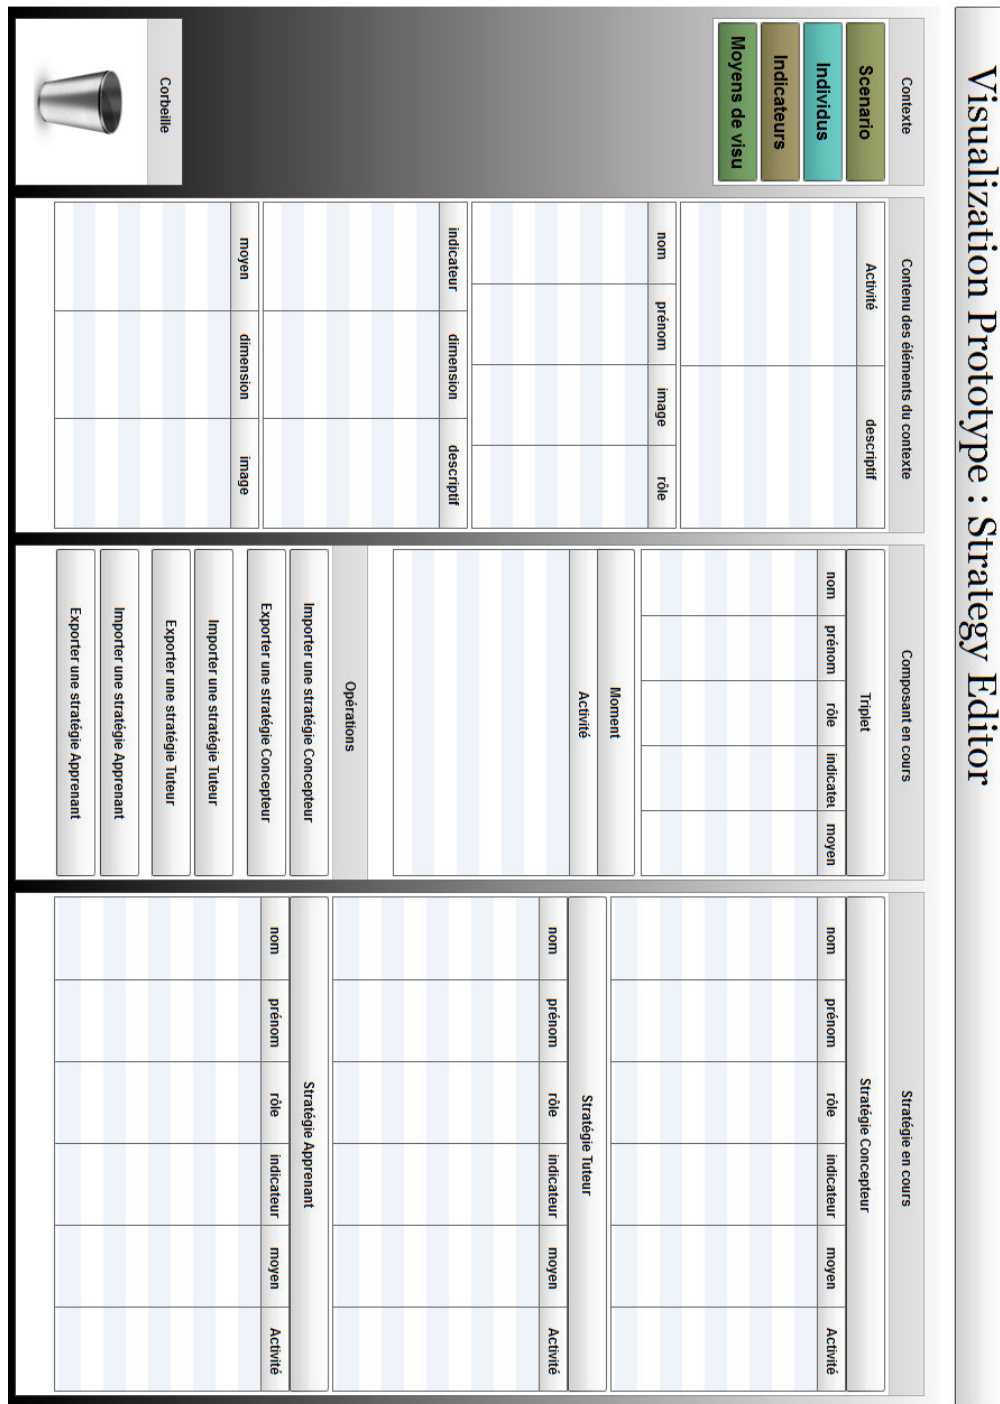 Visualization Prototype : Strategy Editor
Contexte
Scenario
Individus
Indicateurs
Moyens de visu
Corbeille
Contenu des éléments du contexte
Activité descriptif
nom prénom image rôle
indicateur dimension descriptif
moyen dimension image
Composant en cours
Triplet
nom prénom rôle indicateu moyen
Moment
Activité
Opérations
Importer une stratégie Concepteur
Exporter une stratégie Concepteur
Importer une stratégie Tuteur
Exporter une stratégie Tuteur
Importer une stratégie Apprenant
Exporter une stratégie Apprenant
Stratégie en cours
Stratégie Concepteur
nom prénom rôle indicateur moyen Activité
Stratégie Tuteur
nom prénom rôle indicateur moyen Activité
Stratégie Apprenant
nom prénom rôle indicateur moyen Activité